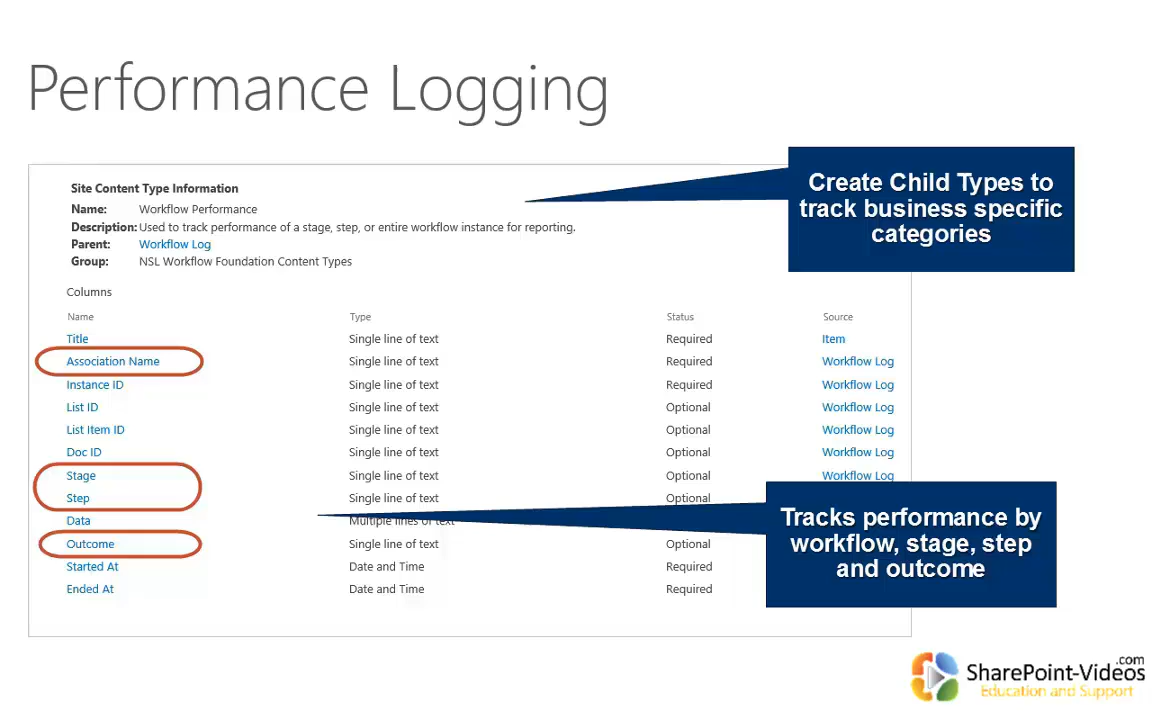 Performance Logging
Create Child Types to
track business specific
categories
Site Content Type Information
Name: Workflow Performance
Description: Used to track performance of a stage, step, or entire workflow instance for reporting.
Parent: Workflow Log
Group: NSL Workflow Foundation Content Types
Columns
Name Type Status Source
Title Single line of text Required Item
Association Name Single line of text Required Workflow Log
Instance ID Single line of text Required Workflow Log
List ID Single line of text Optional Workflow Log
List Item ID Single line of text Optional Workflow Log
Doc ID Single line of text Optional Workflow Log
Stage Single line of text Optional Workflow Log
Step Single line of text Optional
Data Multiple lines of text
Outcome Single line of text Optional
Started At Date and Time Required
Ended At Date and Time Required
Tracks performance by
workflow, stage, step
and outcome
SharePoint-Videos.com
Education and Support